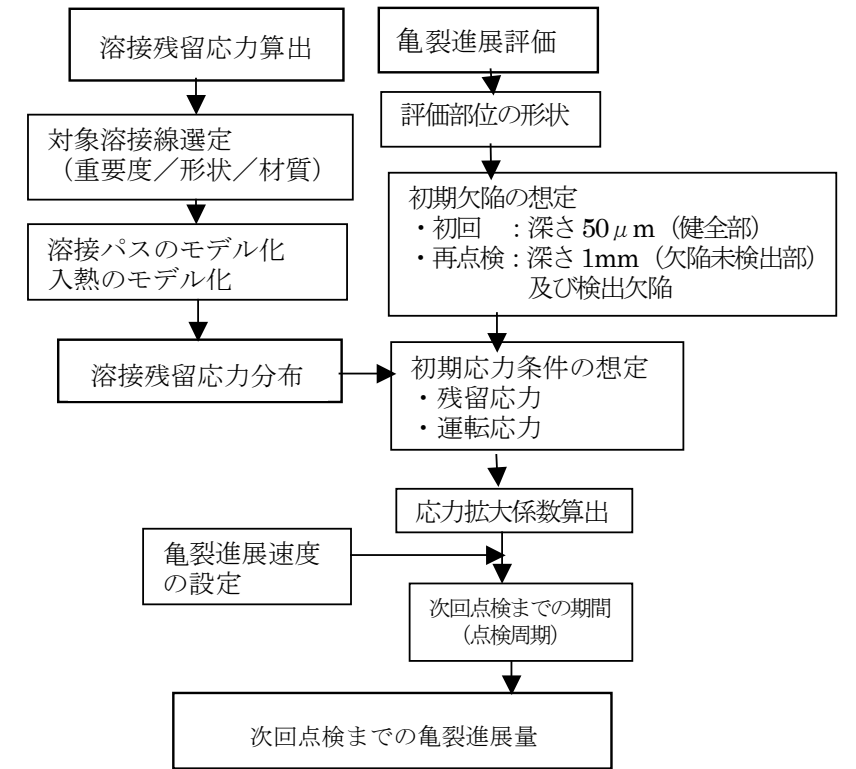 溶接残留応力算出
対象溶接線選定
（重要度／形状／材質）
溶接パスのモデル化
入熱のモデル化
溶接残留応力分布
亀裂進展評価
評価部位の形状
初期欠陥の想定
・初回　：深さ 50μm（健全部）
・再点検：深さ 1mm（欠陥未検出部）
及び検出欠陥
初期応力条件の想定
・残留応力
・運転応力
応力拡大係数算出
亀裂進展速度
の設定
次回点検までの期間
（点検周期）
次回点検までの亀裂進展量